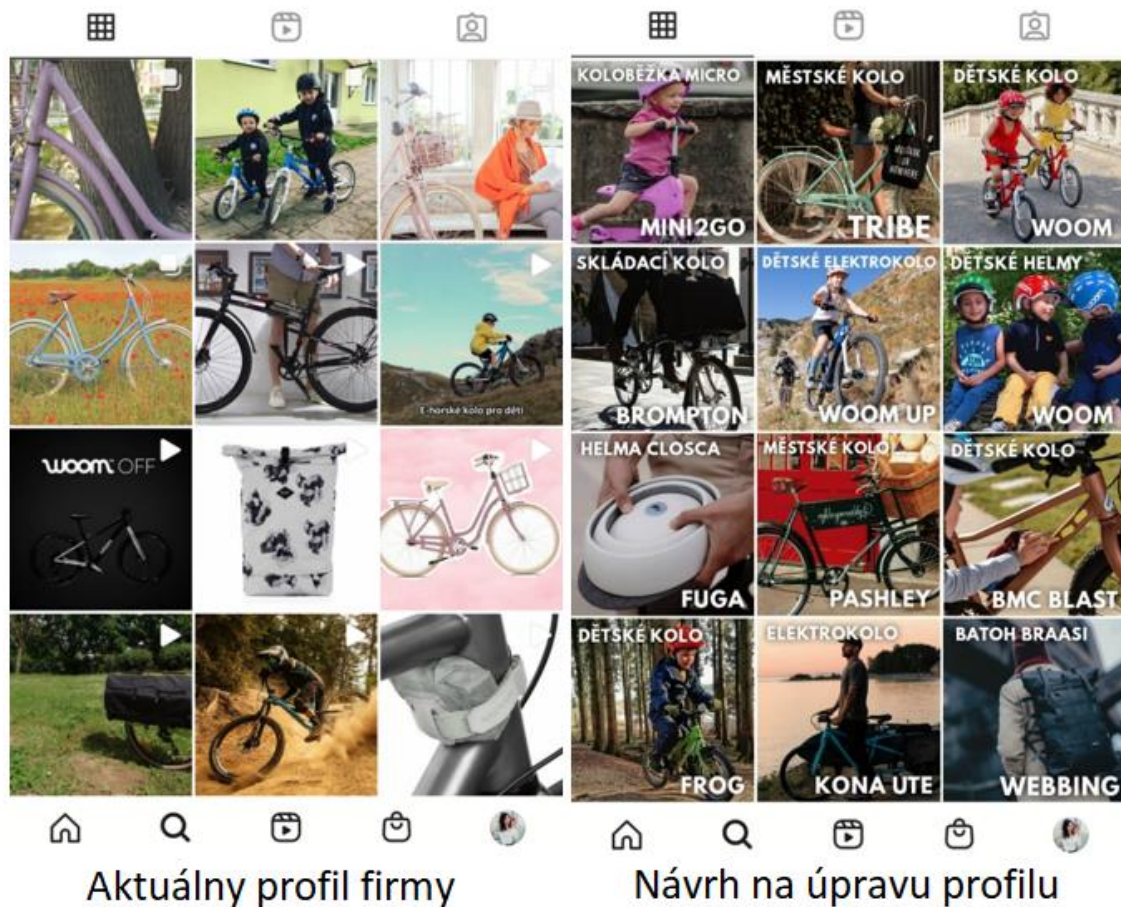 E-horské kolo pro děti
woom OFF
KOLOBĚŽKA MICRO
MINI2GO
MĚSTSKÉ KOLO
TRIBE
DĚTSKÉ KOLO
WOOM
SKLÁDACÍ KOLO
BROMPTON
DĚTSKÉ ELEKTROKOLO
WOOM UP
DĚTSKÉ HELMY
woom
WOOM
HELMA CLOSCA
FUGA
MĚSTSKÉ KOLO
PASHLEY
DĚTSKÉ KOLO
BMC BLAST
DĚTSKÉ KOLO
FROG
ELEKTROKOLO
KONA UTE
BATOH BRAASI
WEBBING
Aktuálny profil firmy
Návrh na úpravu profilu